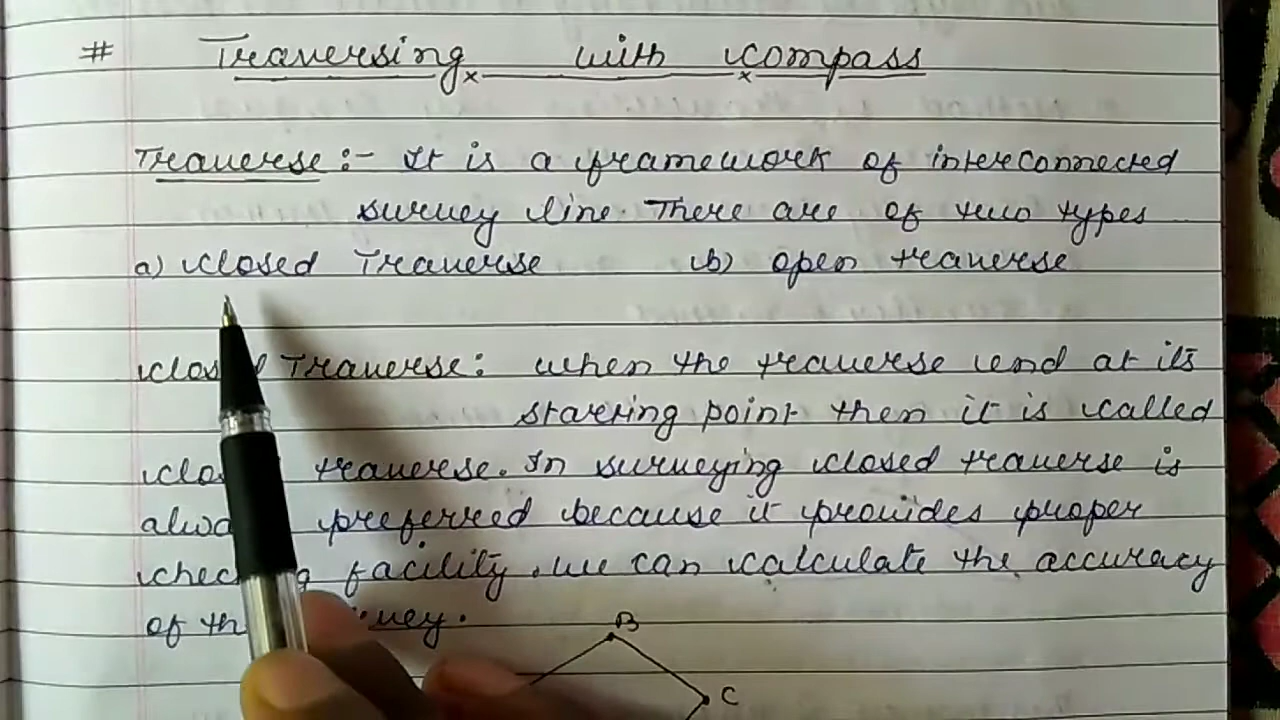 # Traversing with compass
Traverse :- It is a framework of interconnected
survey line. There are of two types
a) closed Traverse b) open traverse
Traverse: when the traverse end at its
starring point then it is called
traverse. In surveying closed traverse is
preferred because it provides proper
facility. we can calculate the accuracy
of
B
C